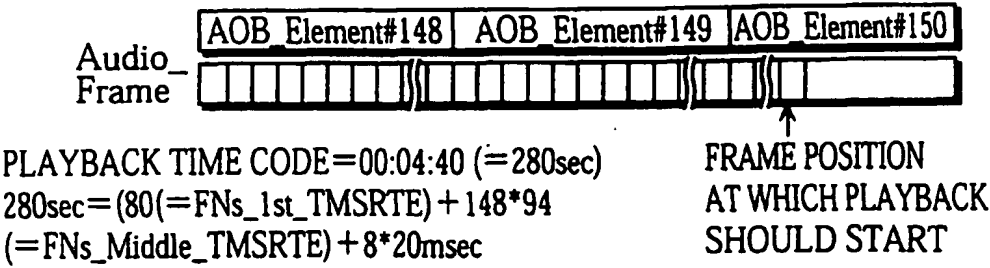 AOB_Element#148 AOB_Element#149 AOB_Element#150
Audio_
Frame
PLAYBACK TIME CODE=00:04:40 (=280sec)
280sec=(80(=FNs_1st_TMSRTE)+148*94
(=FNs_Middle_TMSRTE)+8*20msec
FRAME POSITION
AT WHICH PLAYBACK
SHOULD START